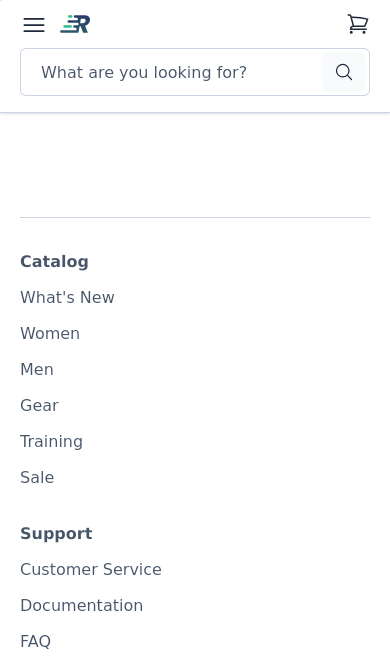 R
What are you looking for?
Catalog
What's New
Women
Men
Gear
Training
Sale
Support
Customer Service
Documentation
FAQ